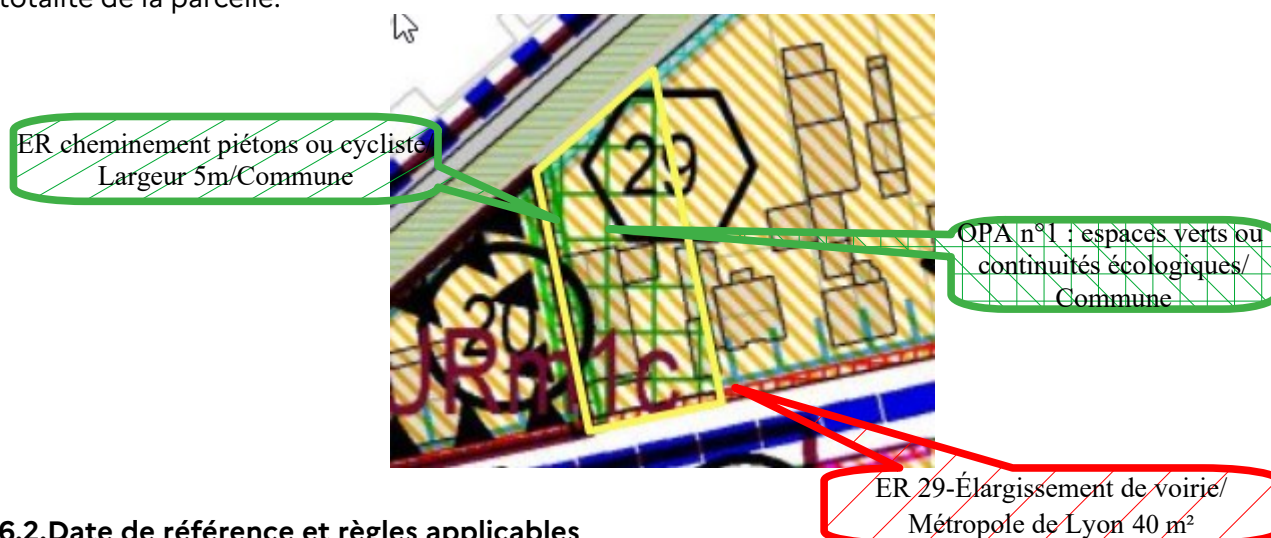 totalité de la parcelle.
ER cheminement piétons ou cycliste/
Largeur 5m/Commune
29
20
URm1c
OPA n°1 : espaces verts ou
continuités écologiques/
Commune
ER 29-Élargissement de voirie/
Métropole de Lyon 40 m²
6.2.Date de référence et règles applicables